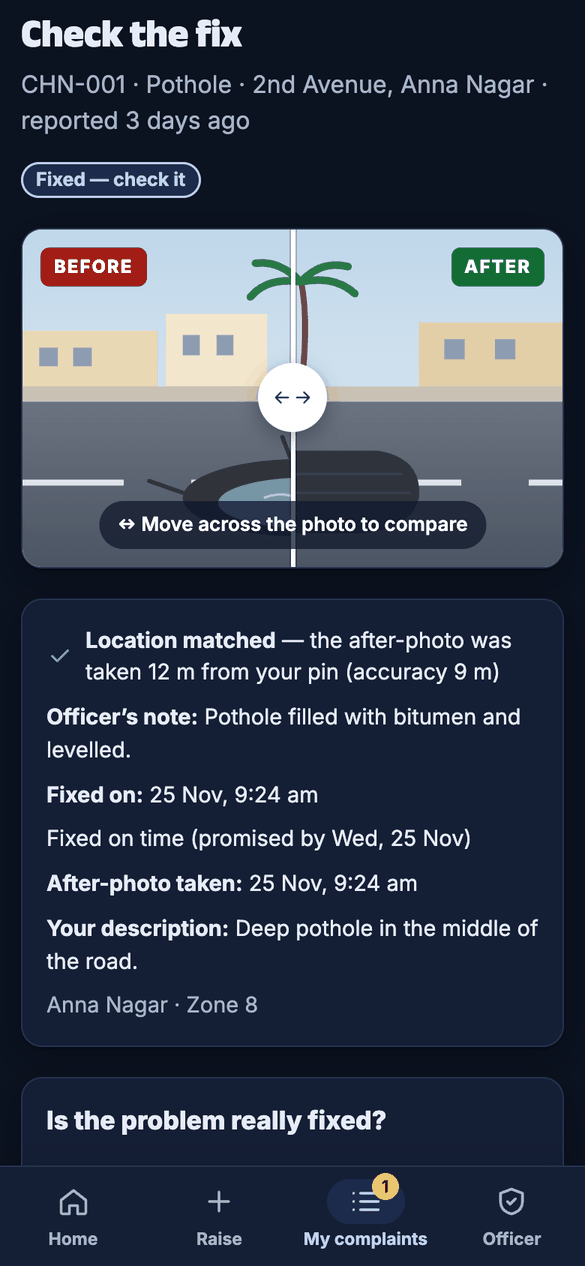 Check the fix
CHN-001 · Pothole · 2nd Avenue, Anna Nagar ·
reported 3 days ago
Fixed — check it
BEFORE
AFTER
↔ Move across the photo to compare
Location matched — the after-photo was
taken 12 m from your pin (accuracy 9 m)
Officer’s note: Pothole filled with bitumen and
levelled.
Fixed on: 25 Nov, 9:24 am
Fixed on time (promised by Wed, 25 Nov)
After-photo taken: 25 Nov, 9:24 am
Your description: Deep pothole in the middle of
the road.
Anna Nagar · Zone 8
Is the problem really fixed?
1
Home
Raise
My complaints
Officer